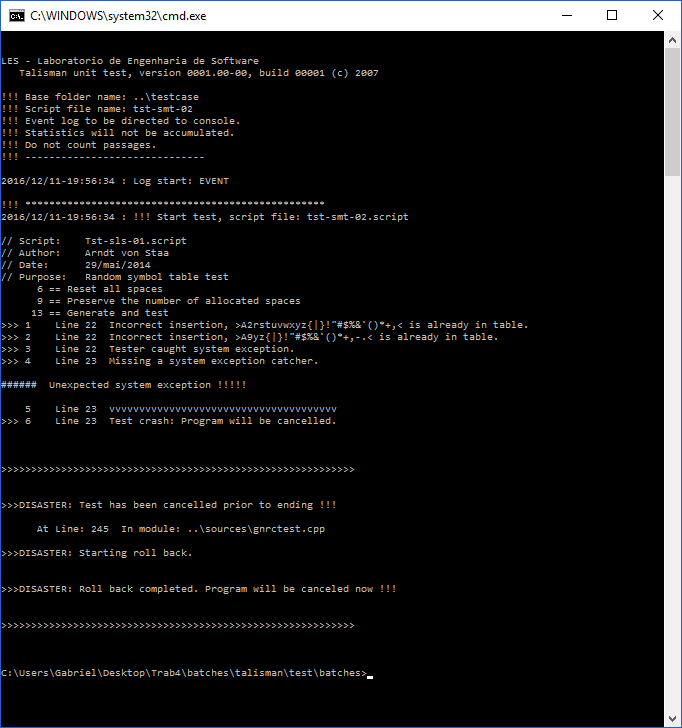 C:\WINDOWS\system32\cmd.exe
LES - Laboratorio de Engenharia de Software
Talisman unit test, version 0001.00-00, build 00001 (c) 2007
!!! Base folder name: ..\testcase
!!! Script file name: tst-smt-02
!!! Event log to be directed to console.
!!! Statistics will not be accumulated.
!!! Do not count passages.
!!! ------------------------------
2016/12/11-19:56:34 : Log start: EVENT
!!! **************************************************
2016/12/11-19:56:34 : !!! Start test, script file: tst-smt-02.script
// Script:    Tst-sls-01.script
// Author:    Arndt von Staa
// Date:      29/mai/2014
// Purpose:   Random symbol table test
6 == Reset all spaces
9 == Preserve the number of allocated spaces
13 == Generate and test
>>> 1    Line 22  Incorrect insertion, >A2rstuvwxyz{|}!"#$%&'()*+,< is already in table.
>>> 2    Line 22  Incorrect insertion, >A9yz{|}!"#$%&'()*+,-.< is already in table.
>>> 3    Line 22  Tester caught system exception.
>>> 4    Line 23  Missing a system exception catcher.
######  Unexpected system exception !!!!!
5    Line 23  vvvvvvvvvvvvvvvvvvvvvvvvvvvvvvvvvvvvvv
>>> 6    Line 23  Test crash: Program will be cancelled.
>>>>>>>>>>>>>>>>>>>>>>>>>>>>>>>>>>>>>>>>>>>>>>>>>>>>>>>>>>>
>>>DISASTER: Test has been cancelled prior to ending !!!
At Line: 245  In module: ..\sources\gnrctest.cpp
>>>DISASTER: Starting roll back.
>>>DISASTER: Roll back completed. Program will be canceled now !!!
>>>>>>>>>>>>>>>>>>>>>>>>>>>>>>>>>>>>>>>>>>>>>>>>>>>>>>>>>>>
C:\Users\Gabriel\Desktop\Trab4\batches\talisman\test\batches>